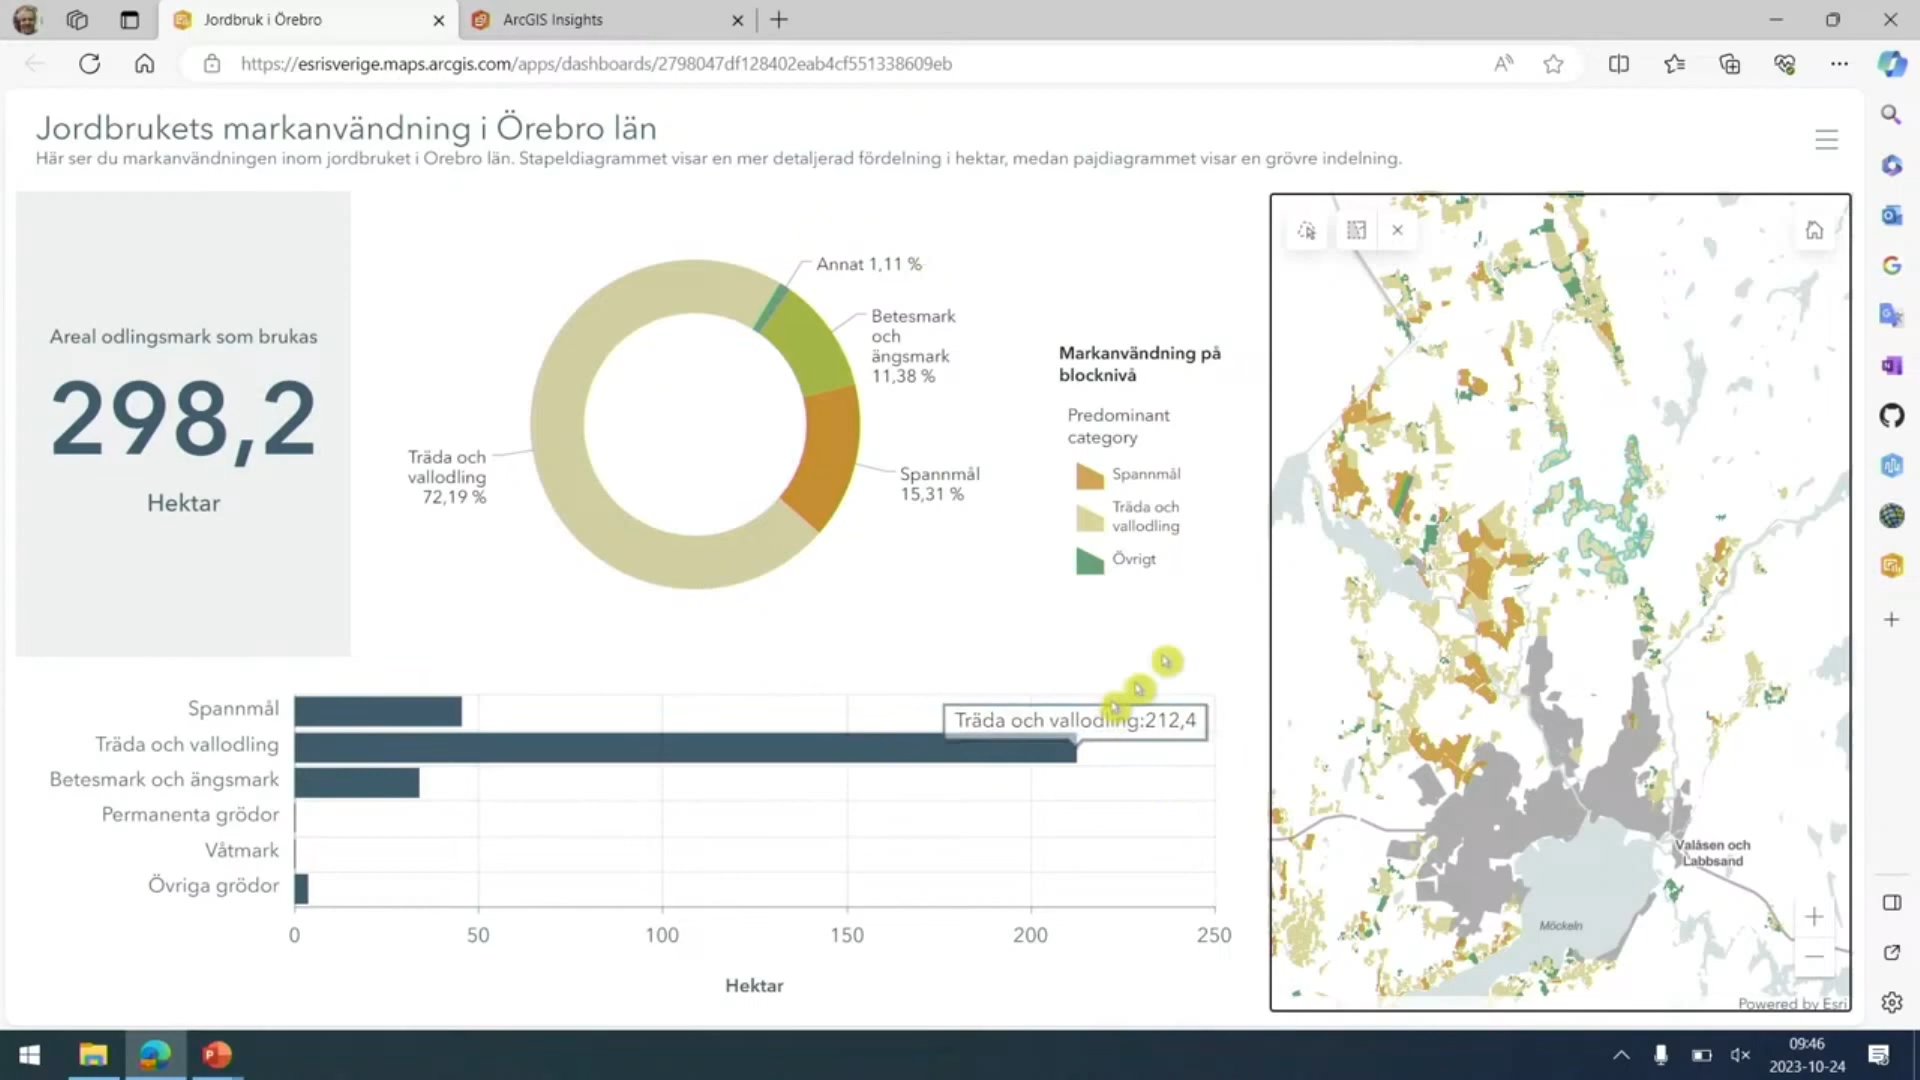 Jordbruk i Örebro
ArcGIS Insights
https://esrisverige.maps.arcgis.com/apps/dashboards/2798047df128402eab4cf551338609eb
Jordbrukets markanvändning i Örebro län
Här ser du markanvändningen inom jordbruket i Örebro län. Stapeldiagrammet visar en mer detaljerad fördelning i hektar, medan pajdiagrammet visar en grövre indelning.
Areal odlingsmark som brukas
298,2
Hektar
Annat 1,11 %
Betesmark
och
ängsmark
11,38 %
Spannmål
15,31 %
Träda och
vallodling
72,19 %
Markanvändning på
blocknivå
Predominant
category
Spannmål
Träda och
vallodling
Övrigt
Spannmål
Träda och vallodling
Betesmark och ängsmark
Permanenta grödor
Våtmark
Övriga grödor
Träda och vallodling:212,4
0
50
100
150
200
250
Hektar
Valåsen och
Labbsand
Möckeln
Powered by Esri
09:46
2023-10-24